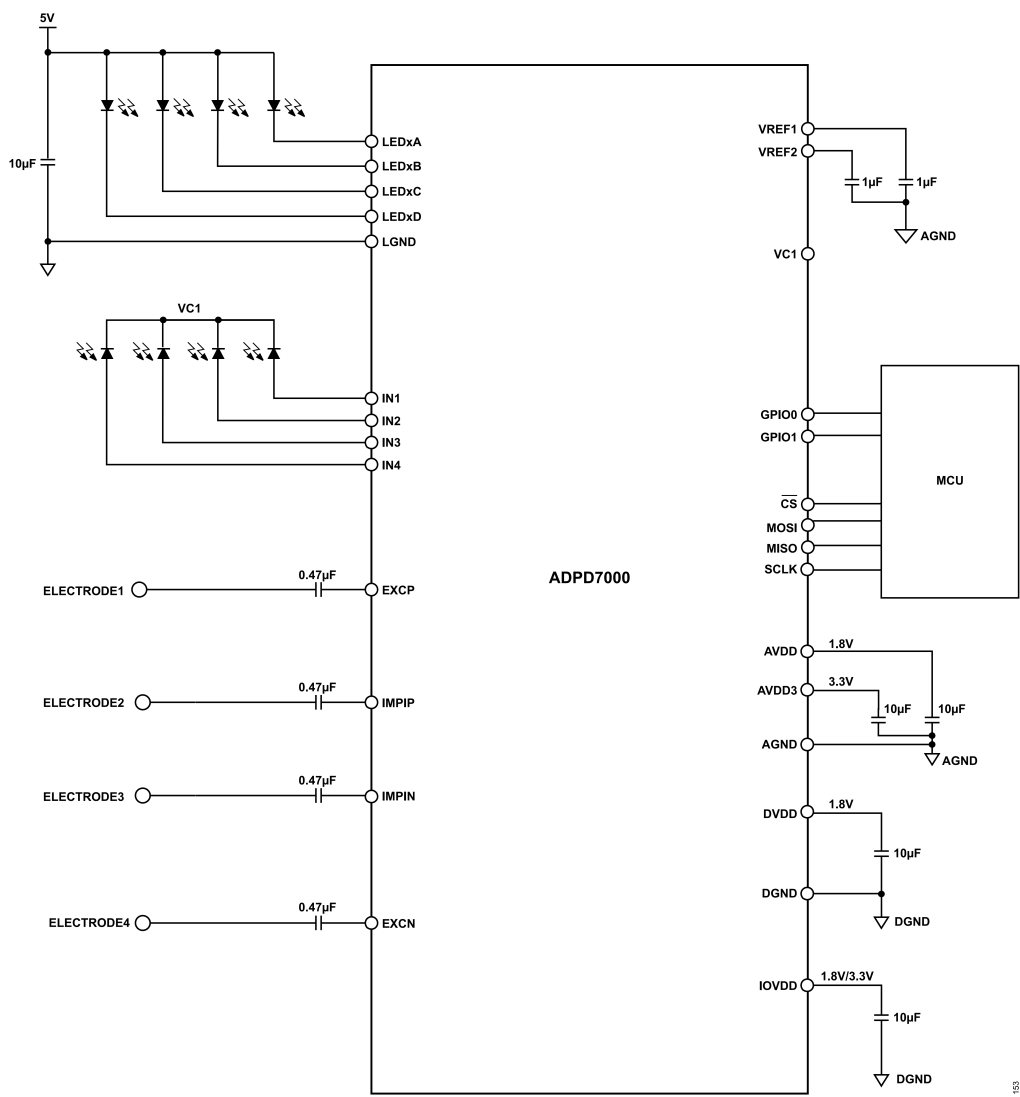 5V
10µF
LEDxA
LEDxB
LEDxC
LEDxD
LGND
VC1
IN1
IN2
IN3
IN4
ELECTRODE1
0.47µF
EXCP
ELECTRODE2
0.47µF
IMPIP
ELECTRODE3
0.47µF
IMPIN
ELECTRODE4
0.47µF
EXCN
ADPD7000
VREF1
VREF2
1µF
1µF
AGND
VC1
GPIO0
GPIO1
CS
MOSI
MISO
SCLK
MCU
AVDD
1.8V
AVDD3
3.3V
10µF
10µF
AGND
AGND
DVDD
1.8V
10µF
DGND
DGND
IOVDD
1.8V/3.3V
10µF
DGND
153